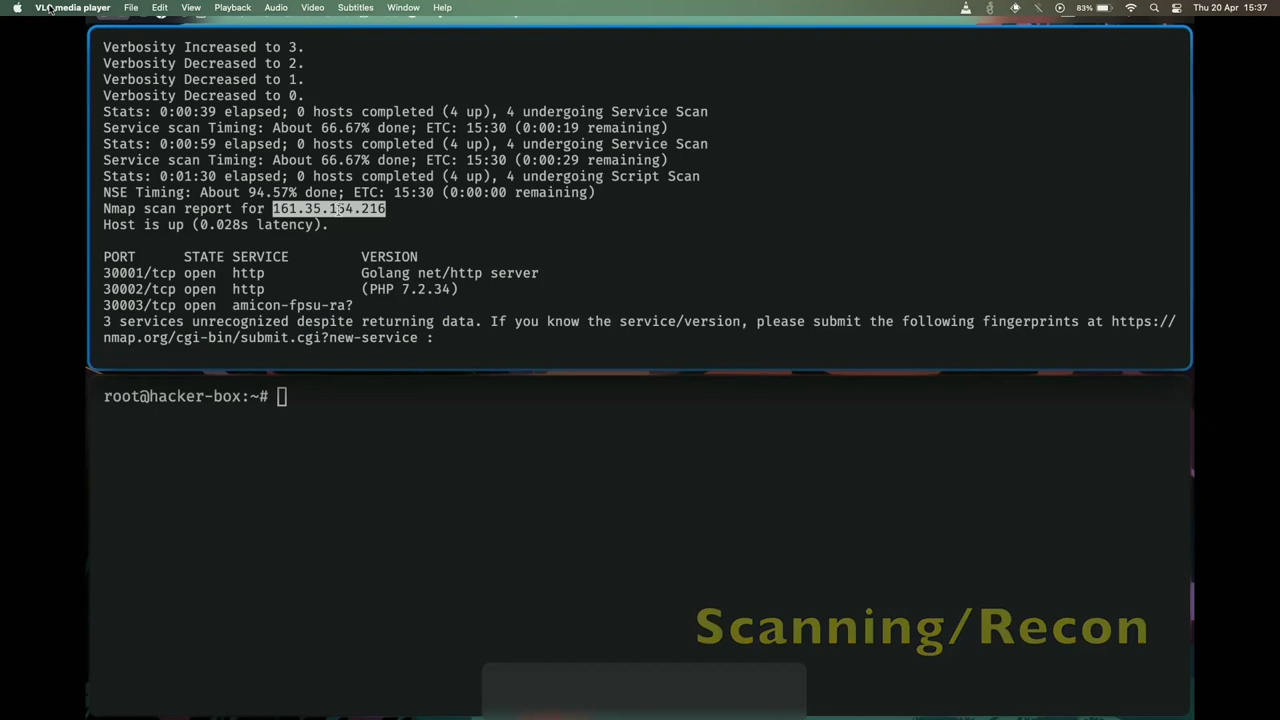 VLC media player File Edit View Playback Audio Video Subtitles Window Help 83% Thu 20 Apr 15:37
Verbosity Increased to 3.
Verbosity Decreased to 2.
Verbosity Decreased to 1.
Verbosity Decreased to 0.
Stats: 0:00:39 elapsed; 0 hosts completed (4 up), 4 undergoing Service Scan
Service scan Timing: About 66.67% done; ETC: 15:30 (0:00:19 remaining)
Stats: 0:00:59 elapsed; 0 hosts completed (4 up), 4 undergoing Service Scan
Service scan Timing: About 66.67% done; ETC: 15:30 (0:00:29 remaining)
Stats: 0:01:30 elapsed; 0 hosts completed (4 up), 4 undergoing Script Scan
NSE Timing: About 94.57% done; ETC: 15:30 (0:00:00 remaining)
Nmap scan report for 161.35.164.216
Host is up (0.028s latency).
PORT STATE SERVICE VERSION
30001/tcp open http Golang net/http server
30002/tcp open http (PHP 7.2.34)
30003/tcp open amicon-fpsu-ra?
3 services unrecognized despite returning data. If you know the service/version, please submit the following fingerprints at https://
nmap.org/cgi-bin/submit.cgi?new-service :
root@hacker-box:~#
Scanning/Recon